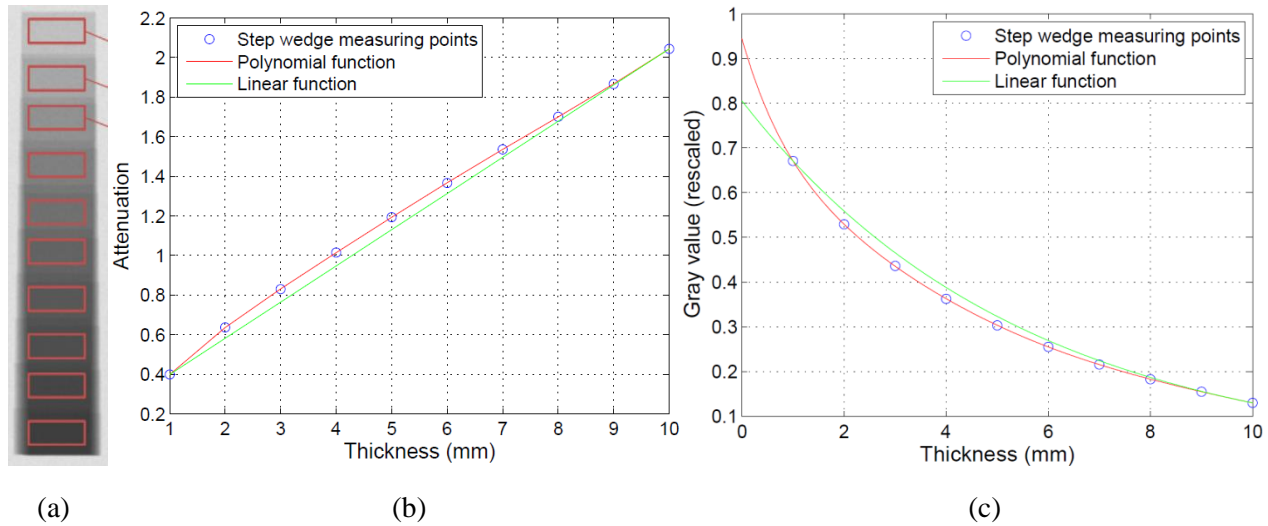 2.2
2
1.8
1.6
1.4
1.2
1
0.8
0.6
0.4
0.2
Attenuation
Step wedge measuring points
Polynomial function
Linear function
1 2 3 4 5 6 7 8 9 10
Thickness (mm)
1
0.9
0.8
0.7
0.6
0.5
0.4
0.3
0.2
0.1
Gray value (rescaled)
Step wedge measuring points
Polynomial function
Linear function
0 2 4 6 8 10
Thickness (mm)
(a) (b) (c)